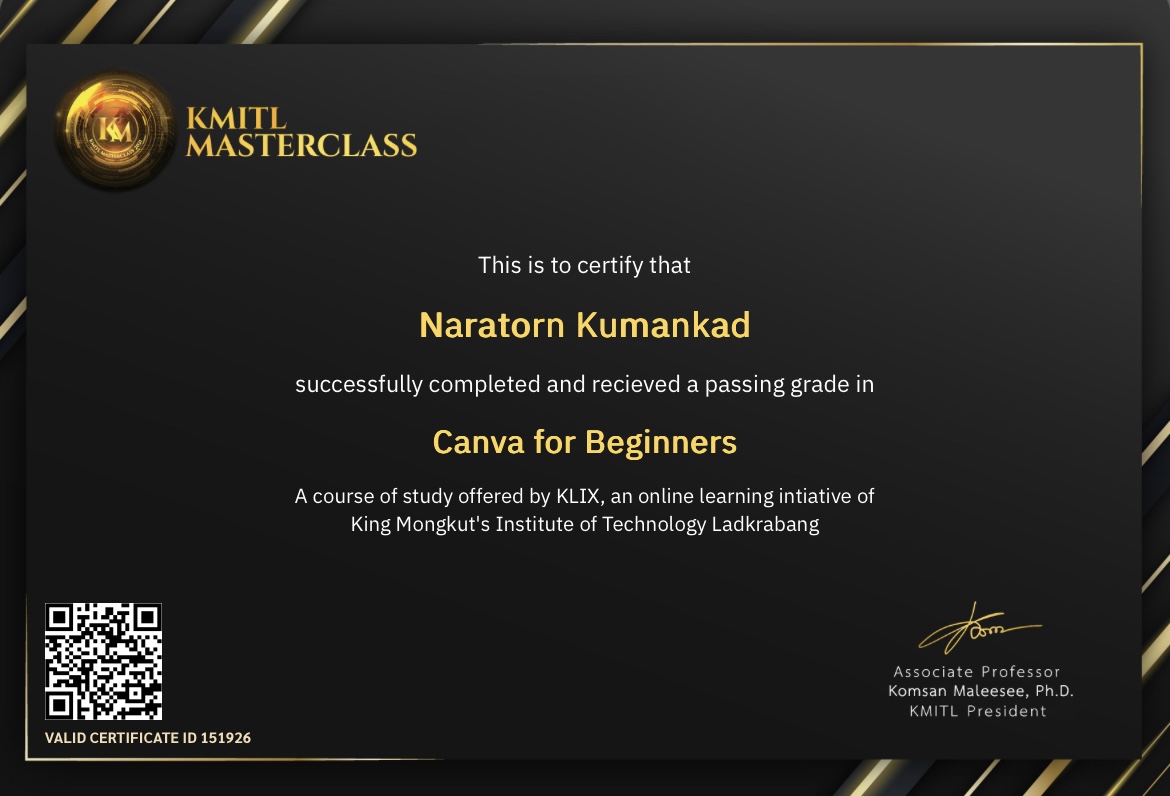 KM
KMITL
MASTERCLASS
This is to certify that
Naratorn Kumankad
successfully completed and recieved a passing grade in
Canva for Beginners
A course of study offered by KLIX, an online learning intiative of
King Mongkut's Institute of Technology Ladkrabang
Associate Professor
Komsan Maleesee, Ph.D.
KMITL President
VALID CERTIFICATE ID 151926